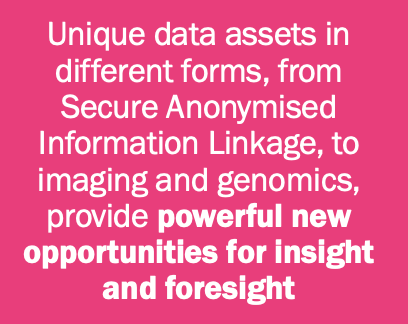 Unique data assets in
different forms, from
Secure Anonymised
Information Linkage, to
imaging and genomics,
provide powerful new
opportunities for insight
and foresight